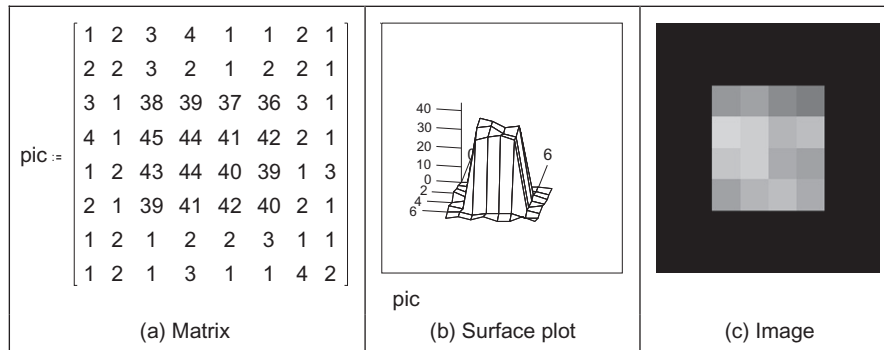 pic :=
1 2 3 4 1 1 2 1
2 2 3 2 1 2 2 1
3 1 38 39 37 36 3 1
4 1 45 44 41 42 2 1
1 2 43 44 40 39 1 3
2 1 39 41 42 40 2 1
1 2 1 2 2 3 1 1
1 2 1 3 1 1 4 2
(a) Matrix
40
30
20
10
0
0
2
4
6
6
pic
(b) Surface plot
(c) Image